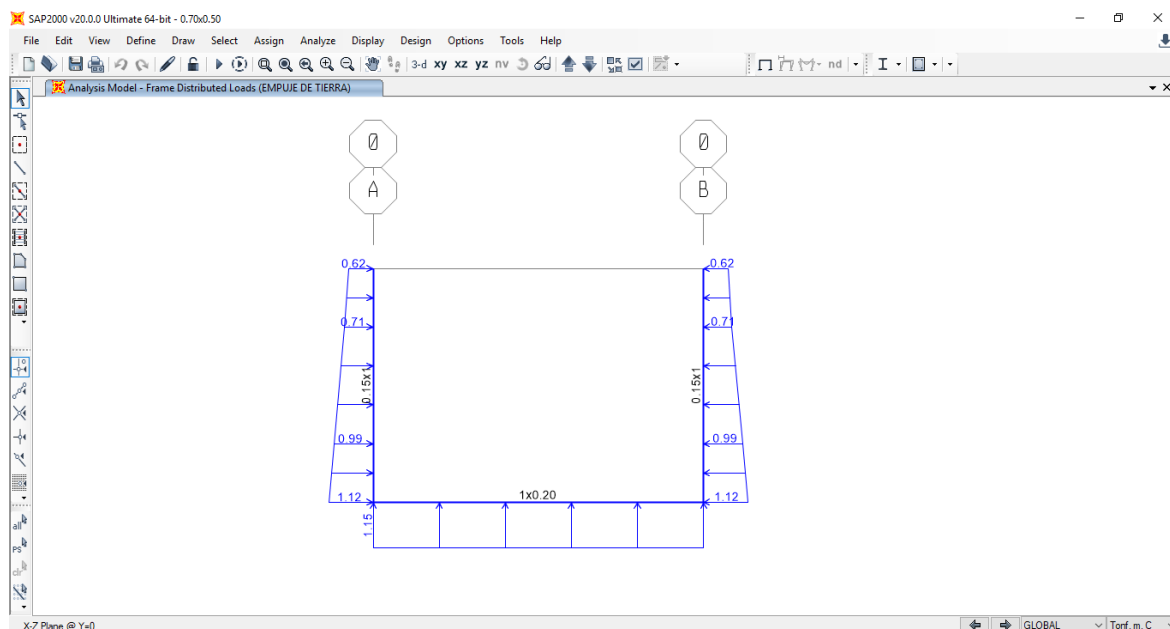 SAP2000 v20.0.0 Ultimate 64-bit - 0.70x0.50
File Edit View Define Draw Select Assign Analyze Display Design Options Tools Help
3-d xy xz yz nv nd
Analysis Model - Frame Distributed Loads (EMPUJE DE TIERRA)
0 0
A B
0.62 0.62
0.71 0.71
0.15x1 0.15x1
0.99 0.99
1.12 1x0.20 1.12
1.15
all
PS
clr
X-Z Plane @ Y=0 GLOBAL Tonf, m, C